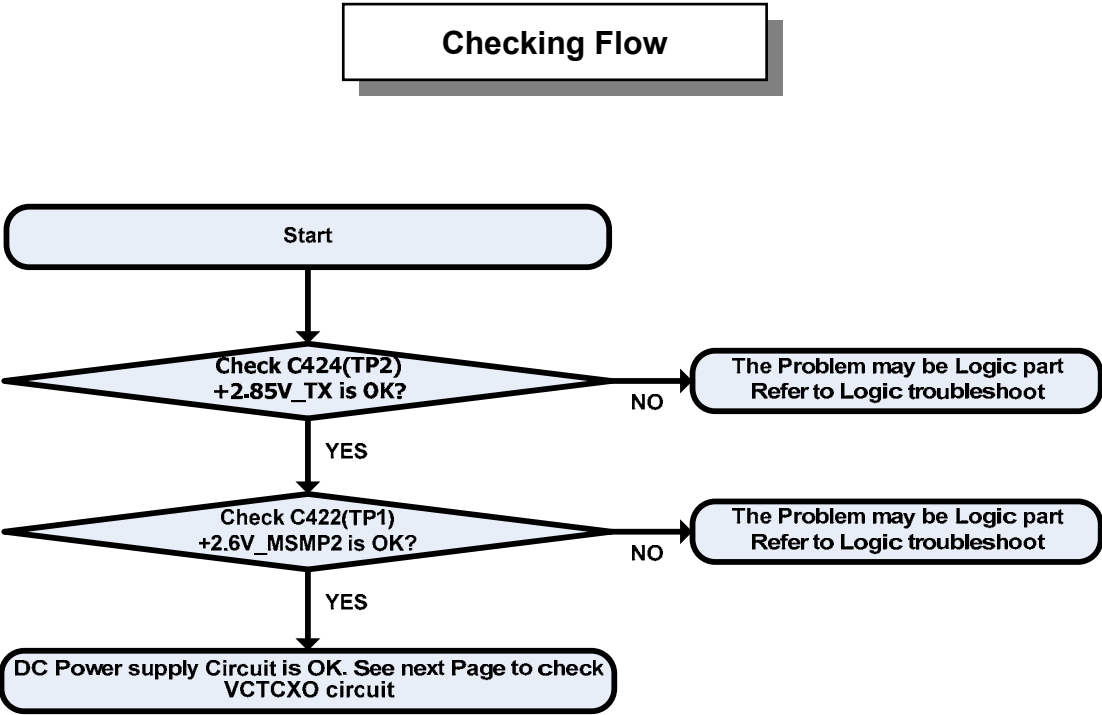 Checking Flow
Start
Check C424(TP2)
+2.85V_TX is OK?
NO
The Problem may be Logic part
Refer to Logic troubleshoot
YES
Check C422(TP1)
+2.6V_MSMP2 is OK?
NO
The Problem may be Logic part
Refer to Logic troubleshoot
YES
DC Power supply Circuit is OK. See next Page to check
VCTCXO circuit